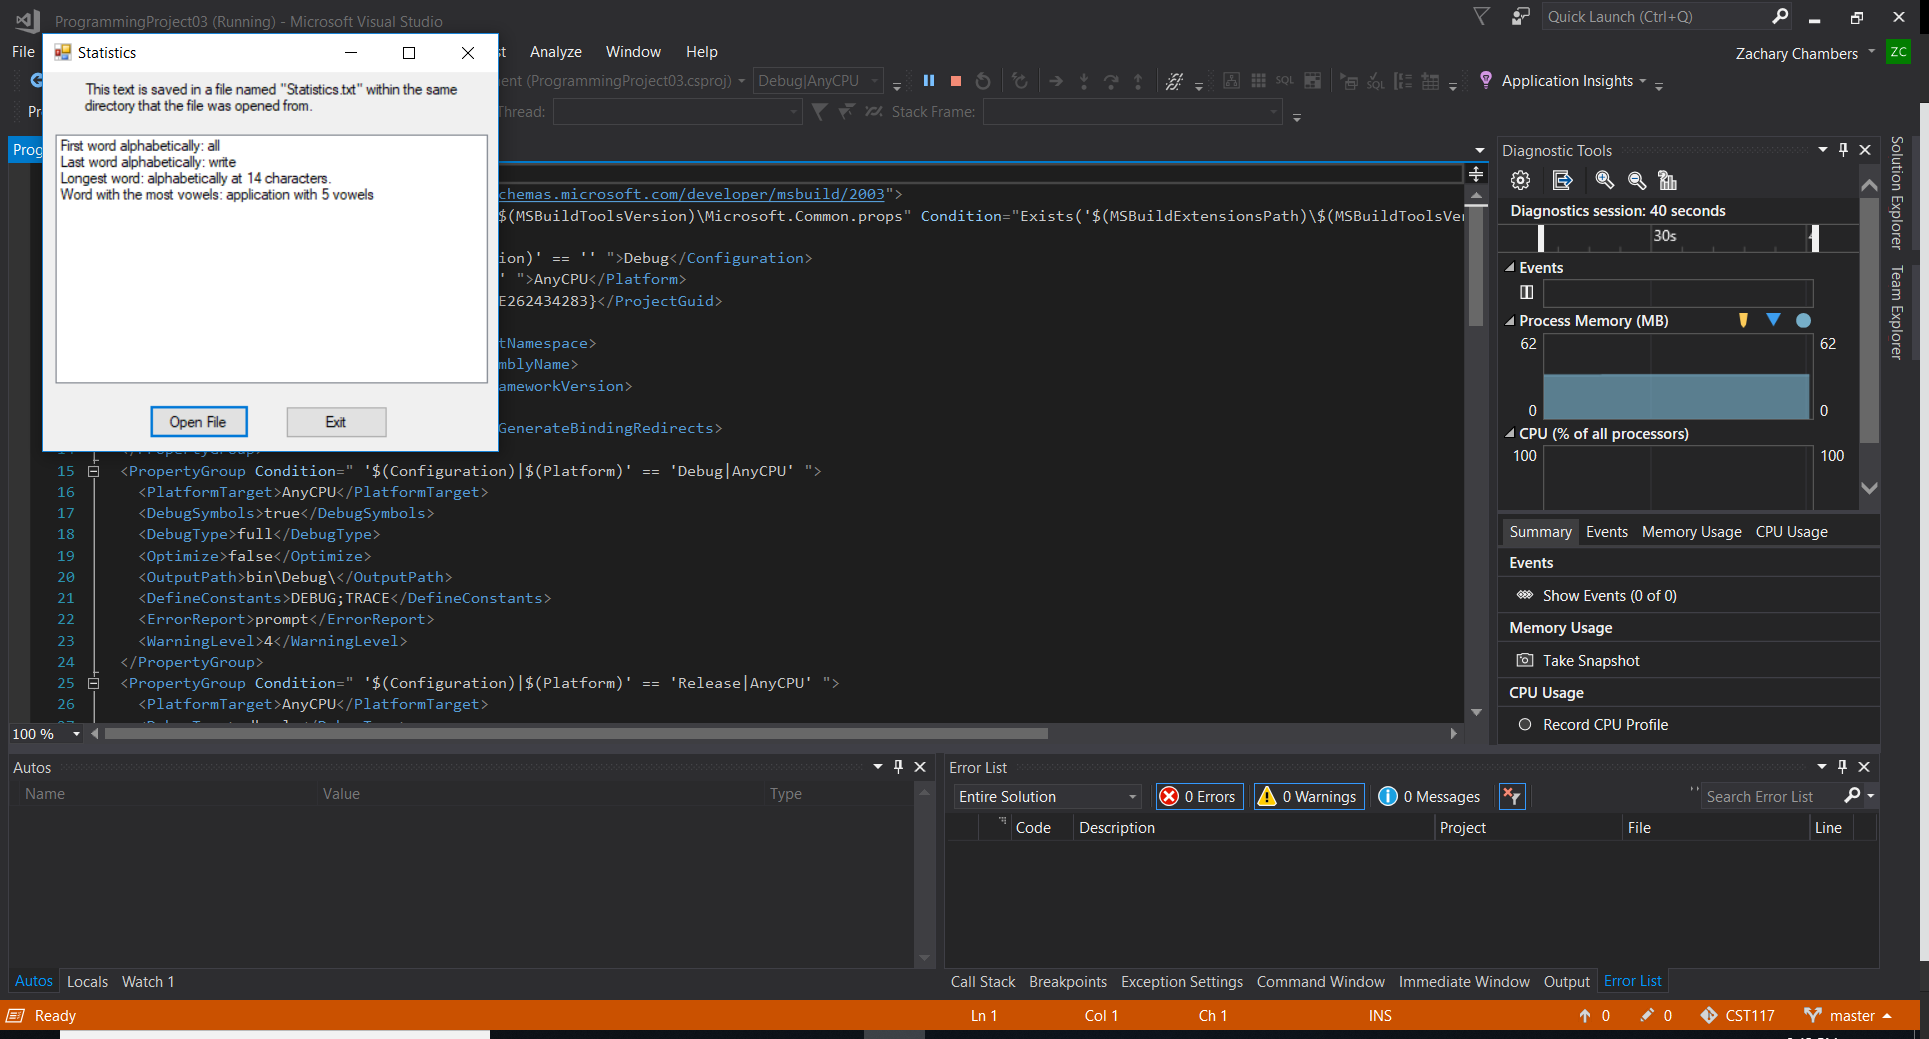 ProgrammingProject03 (Running) - Microsoft Visual Studio
Quick Launch (Ctrl+Q)
File
Analyze Window Help
Zachary Chambers ZC
(ProgrammingProject03.csproj) Debug|AnyCPU
SQL SQL
Application Insights
Thread:
Stack Frame:
Statistics
This text is saved in a file named "Statistics.txt" within the same
directory that the file was opened from.
First word alphabetically: all
Last word alphabetically: write
Longest word: alphabetically at 14 characters.
Word with the most vowels: application with 5 vowels
Open File
Exit
chemas.microsoft.com/developer/msbuild/2003">
$(MSBuildToolsVersion)\Microsoft.Common.props" Condition="Exists('$(MSBuildExtensionsPath)\$(MSBuildToolsVer
ion)' == '' ">Debug</Configuration>
' ">AnyCPU</Platform>
E262434283}</ProjectGuid>
tNamespace>
mblyName>
ameworkVersion>
GenerateBindingRedirects>
15 <PropertyGroup Condition=" '$(Configuration)|$(Platform)' == 'Debug|AnyCPU' ">
16 <PlatformTarget>AnyCPU</PlatformTarget>
17 <DebugSymbols>true</DebugSymbols>
18 <DebugType>full</DebugType>
19 <Optimize>false</Optimize>
20 <OutputPath>bin\Debug\</OutputPath>
21 <DefineConstants>DEBUG;TRACE</DefineConstants>
22 <ErrorReport>prompt</ErrorReport>
23 <WarningLevel>4</WarningLevel>
24 </PropertyGroup>
25 <PropertyGroup Condition=" '$(Configuration)|$(Platform)' == 'Release|AnyCPU' ">
26 <PlatformTarget>AnyCPU</PlatformTarget>
100 %
Diagnostic Tools
Diagnostics session: 40 seconds
30s
Events
Process Memory (MB)
62 62
0 0
CPU (% of all processors)
100 100
Summary Events Memory Usage CPU Usage
Events
Show Events (0 of 0)
Memory Usage
Take Snapshot
CPU Usage
Record CPU Profile
Solution Explorer
Team Explorer
Autos
Name Value Type
Autos Locals Watch 1
Error List
Entire Solution 0 Errors 0 Warnings 0 Messages Search Error List
Code Description Project File Line
Call Stack Breakpoints Exception Settings Command Window Immediate Window Output Error List
Ready Ln 1 Col 1 Ch 1 INS 0 0 CST117 master